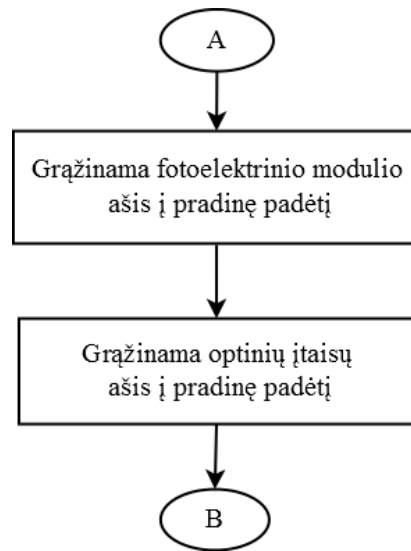 A
Grąžinama fotoelektrinio modulio
ašis į pradinę padėtį
Grąžinama optinių įtaisų
ašis į pradinę padėtį
B